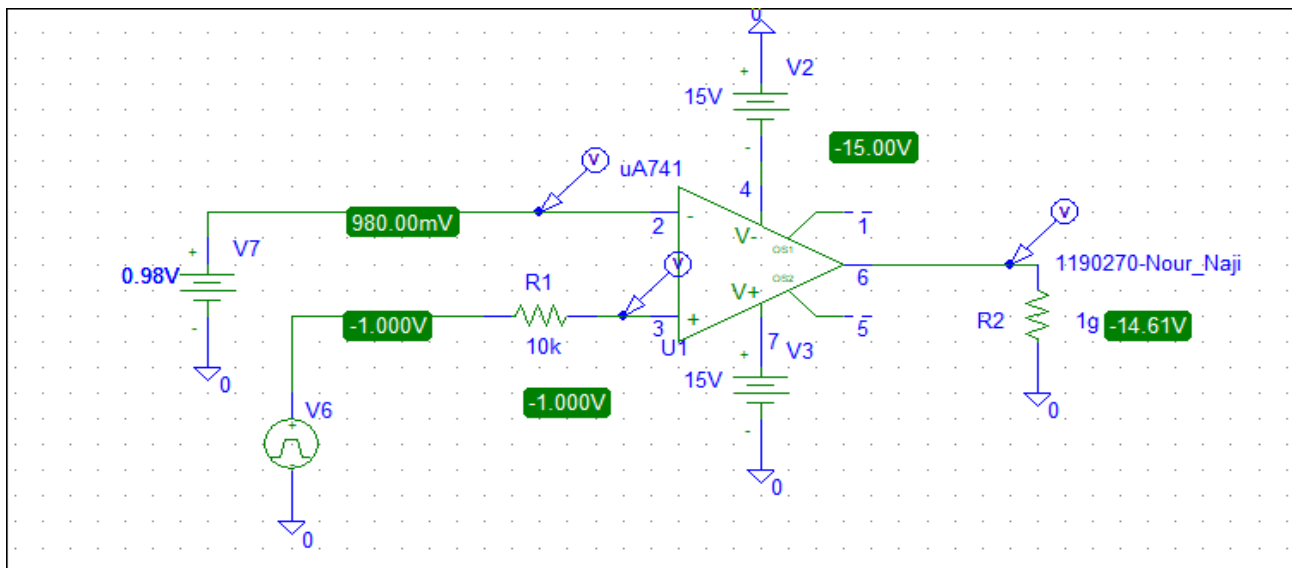 0
+ V2
15V
-
-15.00V
V
uA741
4
980.00mV
2 -
V-
OS1
1
V
+ V7
V
1190270-Nour_Naji
0.98V
R1
OS2
6
V+
-
-1.000V
3 +
5
R2 1g -14.61V
10k
U1
7 V3
+
15V
0
-1.000V
0
V6
-
+
-
0
0